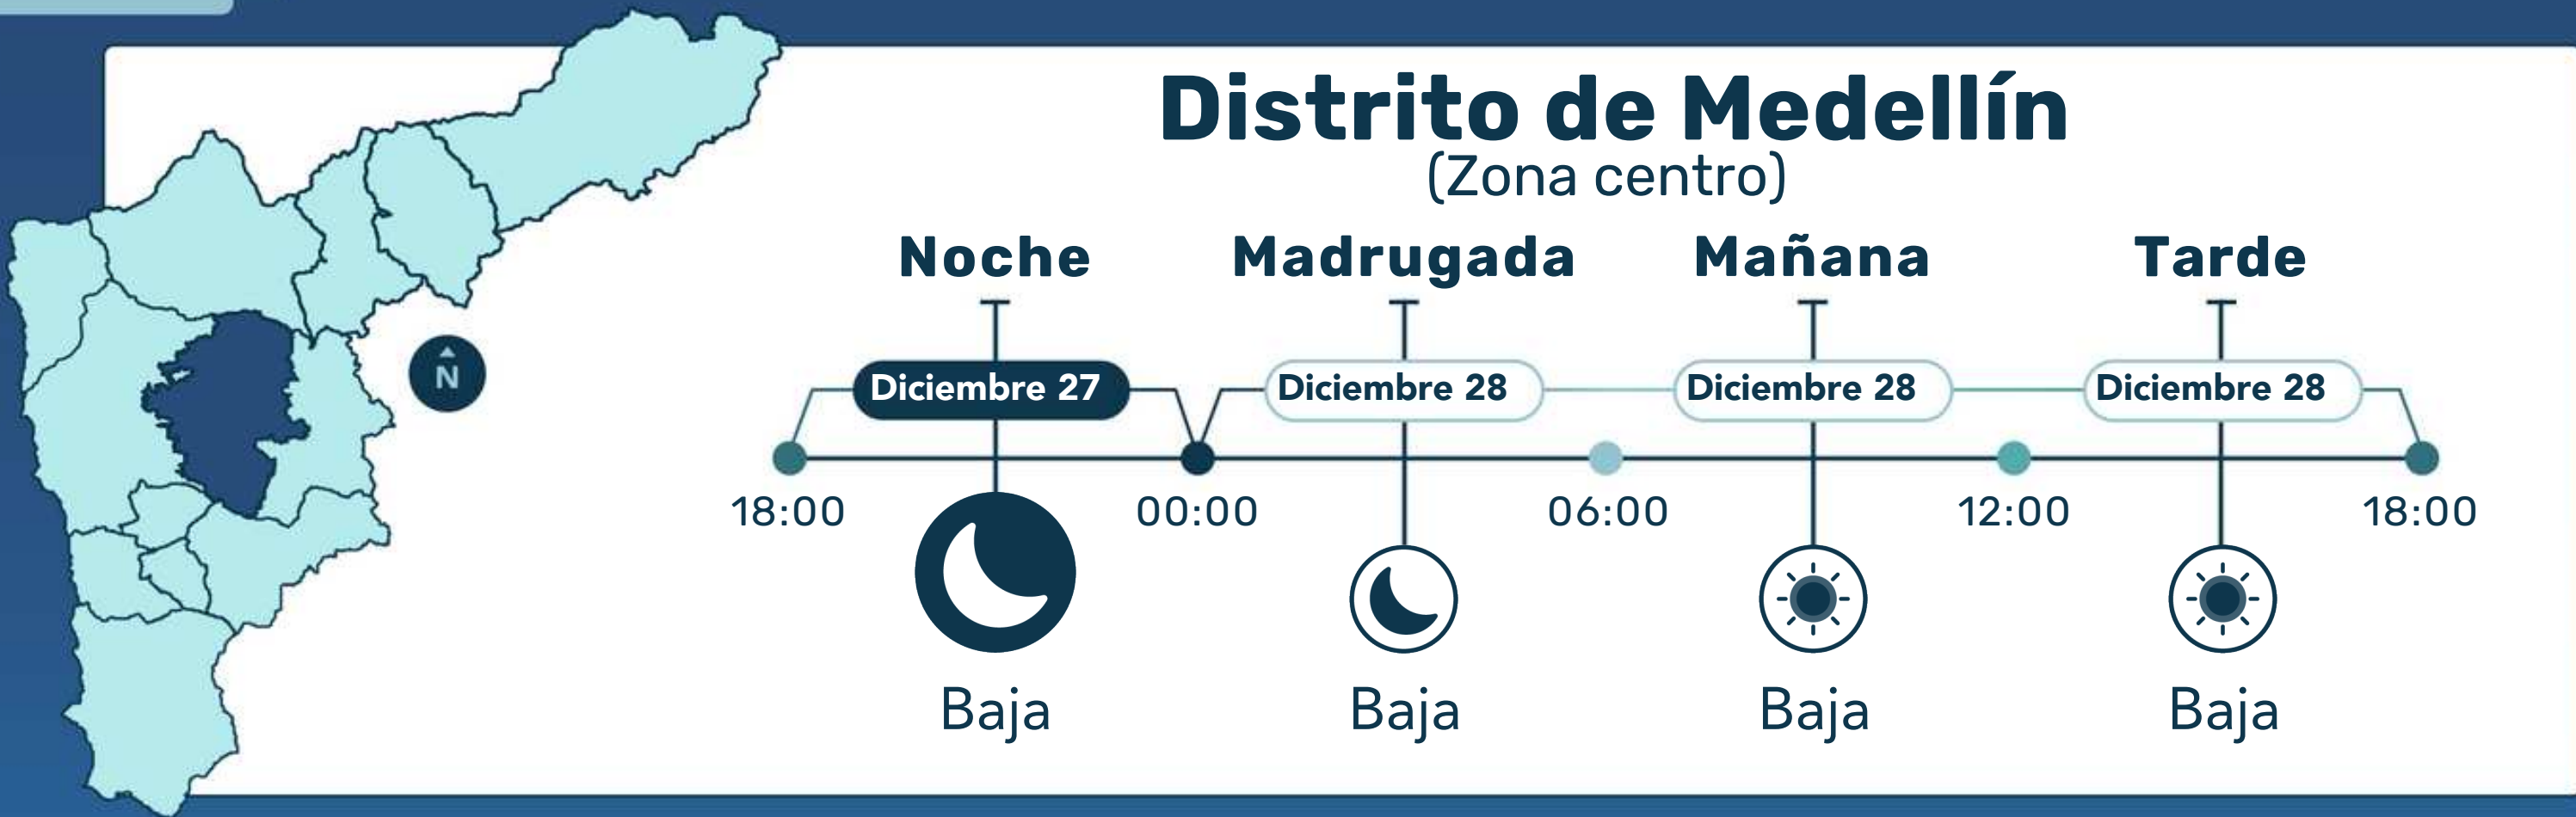 Distrito de Medellín
(Zona centro)
Noche Madrugada Mañana Tarde
Diciembre 27 Diciembre 28 Diciembre 28 Diciembre 28
N
18:00 00:00 06:00 12:00 18:00
Baja Baja Baja Baja